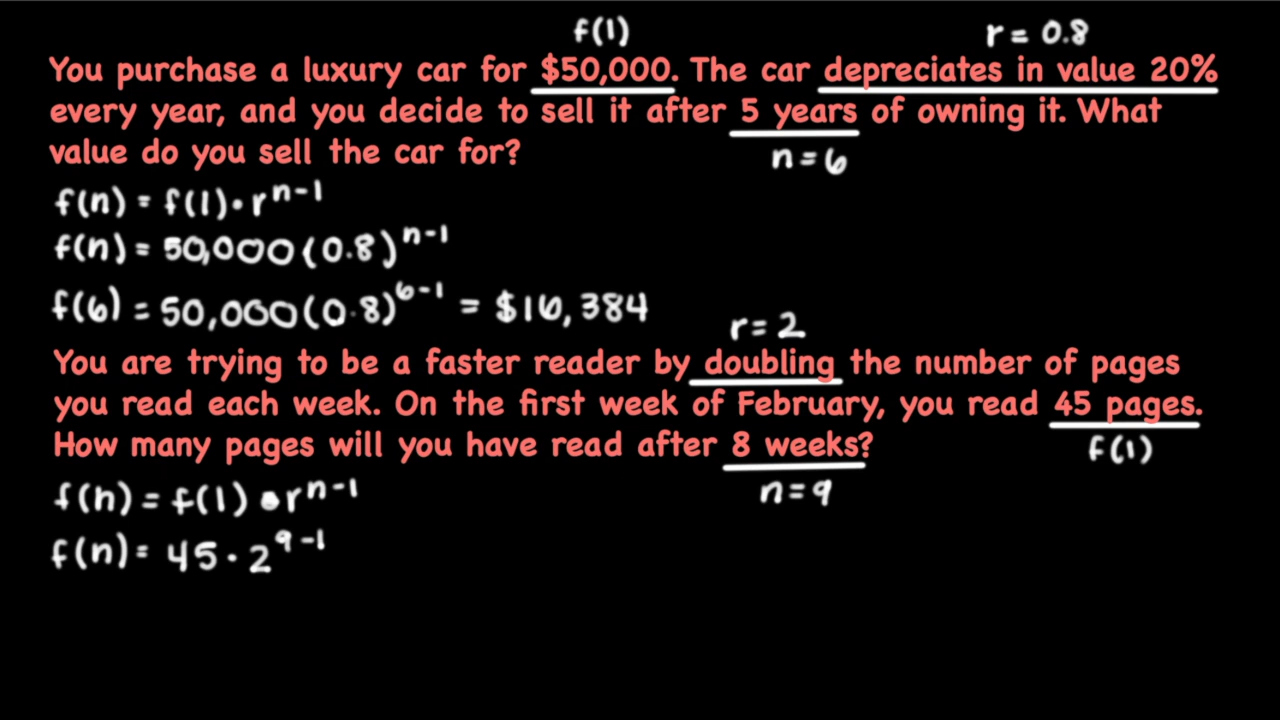 f(1) r = 0.8
You purchase a luxury car for $50,000. The car depreciates in value 20%
every year, and you decide to sell it after 5 years of owning it. What
value do you sell the car for?
n = 6
f(n) = f(1) • r^n-1
f(n) = 50,000 (0.8)^n-1
f(6) = 50,000 (0.8)^6-1 = $16,384
r = 2
You are trying to be a faster reader by doubling the number of pages
you read each week. On the first week of February, you read 45 pages.
How many pages will you have read after 8 weeks?
f(1)
n = 9
f(n) = f(1) • r^n-1
f(n) = 45 • 2^9-1